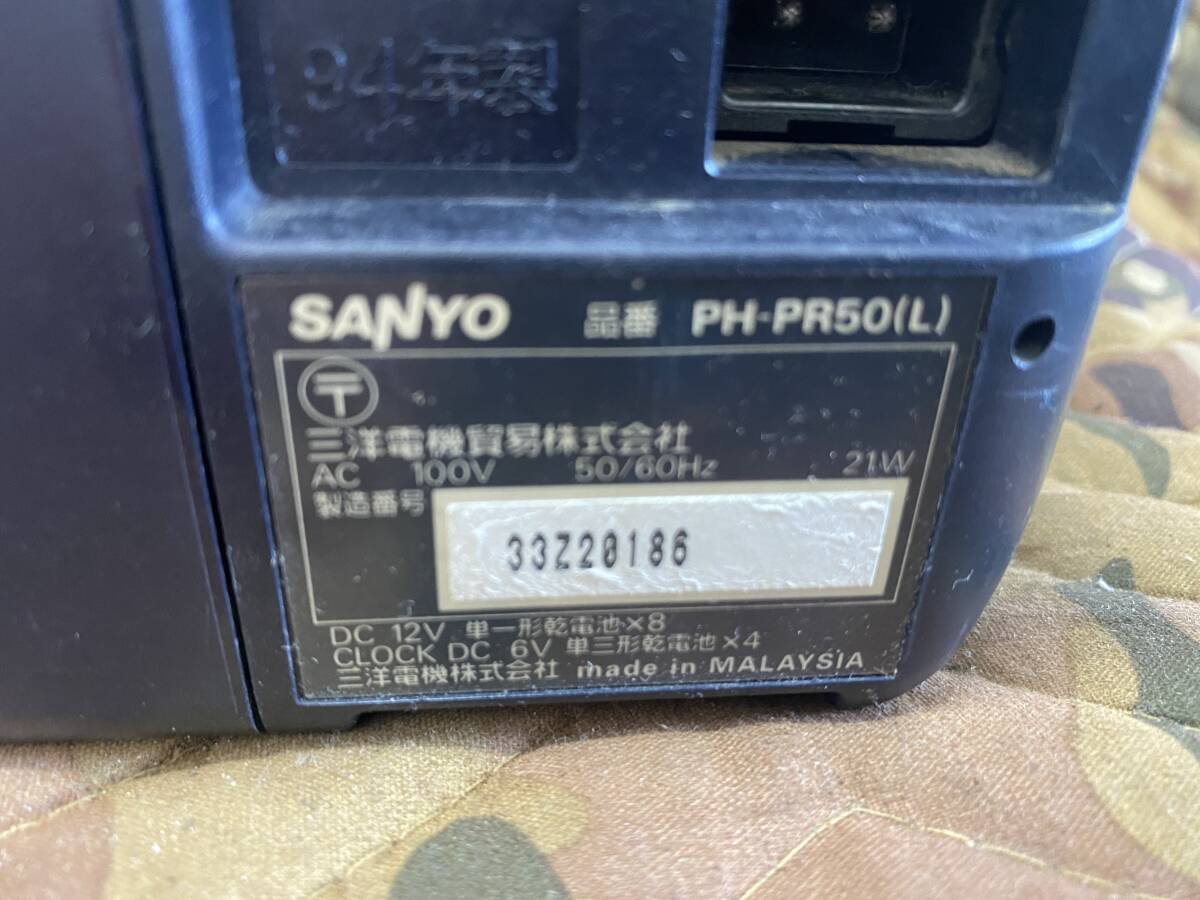 94年製
SANYO 品番 PH-PR50(L)
〒
三洋電機貿易株式会社
AC 100V 50/60Hz 21W
製造番号
33Z20186
DC 12V 単一形乾電池×8
CLOCK DC 6V 単三形乾電池×4
三洋電機株式会社 made in MALAYSIA